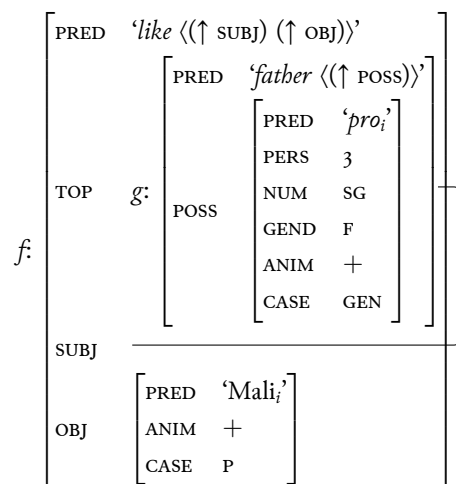 PRED ‘like ⟨(↑ SUBJ) (↑ OBJ)⟩’
PRED ‘father ⟨(↑ POSS)⟩’
PRED ‘proᵢ’
PERS 3
TOP g: NUM SG
POSS GEND F
f: ANIM +
CASE GEN
SUBJ
PRED ‘Maliᵢ’
OBJ ANIM +
CASE P